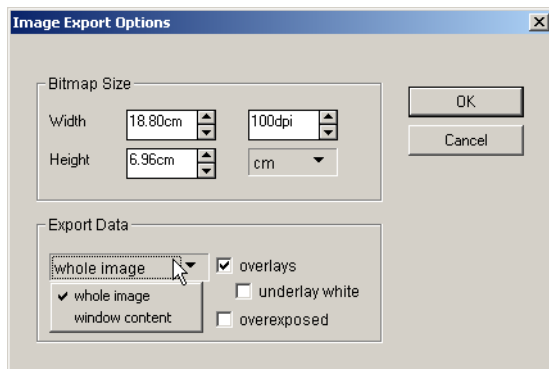 Image Export Options
Bitmap Size
Width 18.80cm 100dpi
Height 6.96cm cm
OK
Cancel
Export Data
whole image overlays
whole image underlay white
window content overexposed